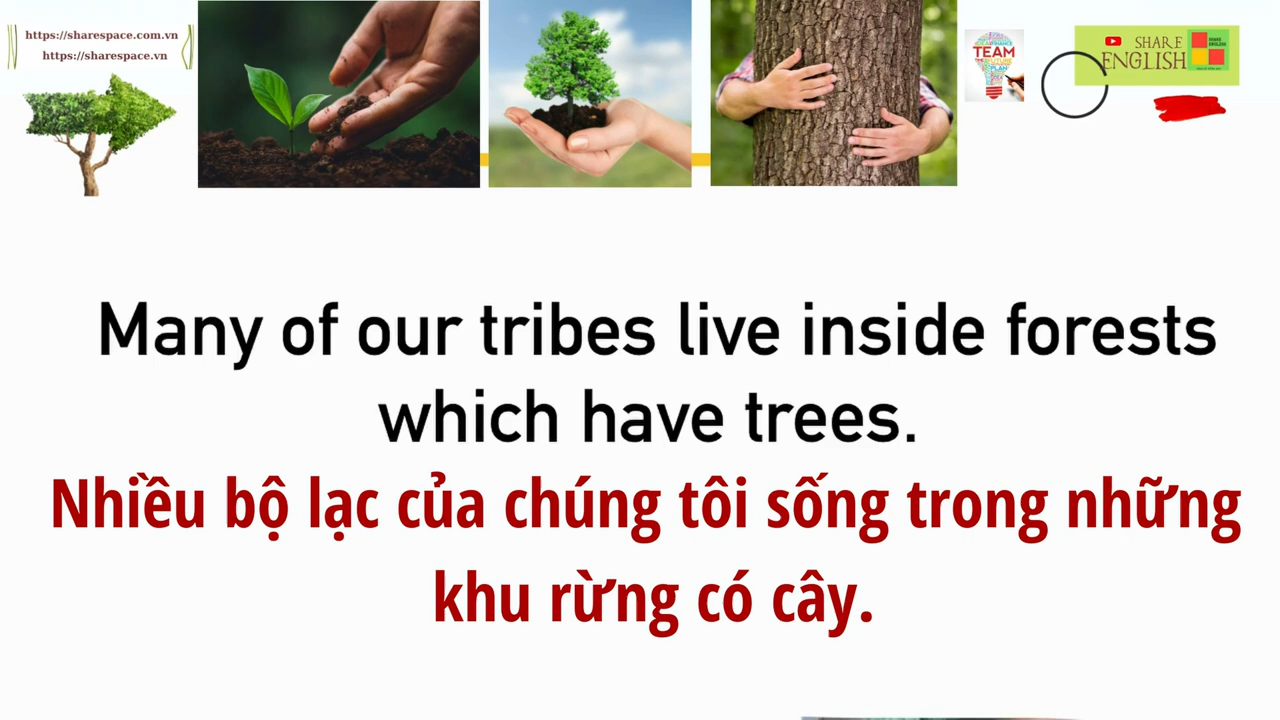 https://sharespace.com.vn
https://sharespace.vn
TEAM
PLAN
SHARE
ENGLISH
Many of our tribes live inside forests
which have trees.
Nhiều bộ lạc của chúng tôi sống trong những
khu rừng có cây.